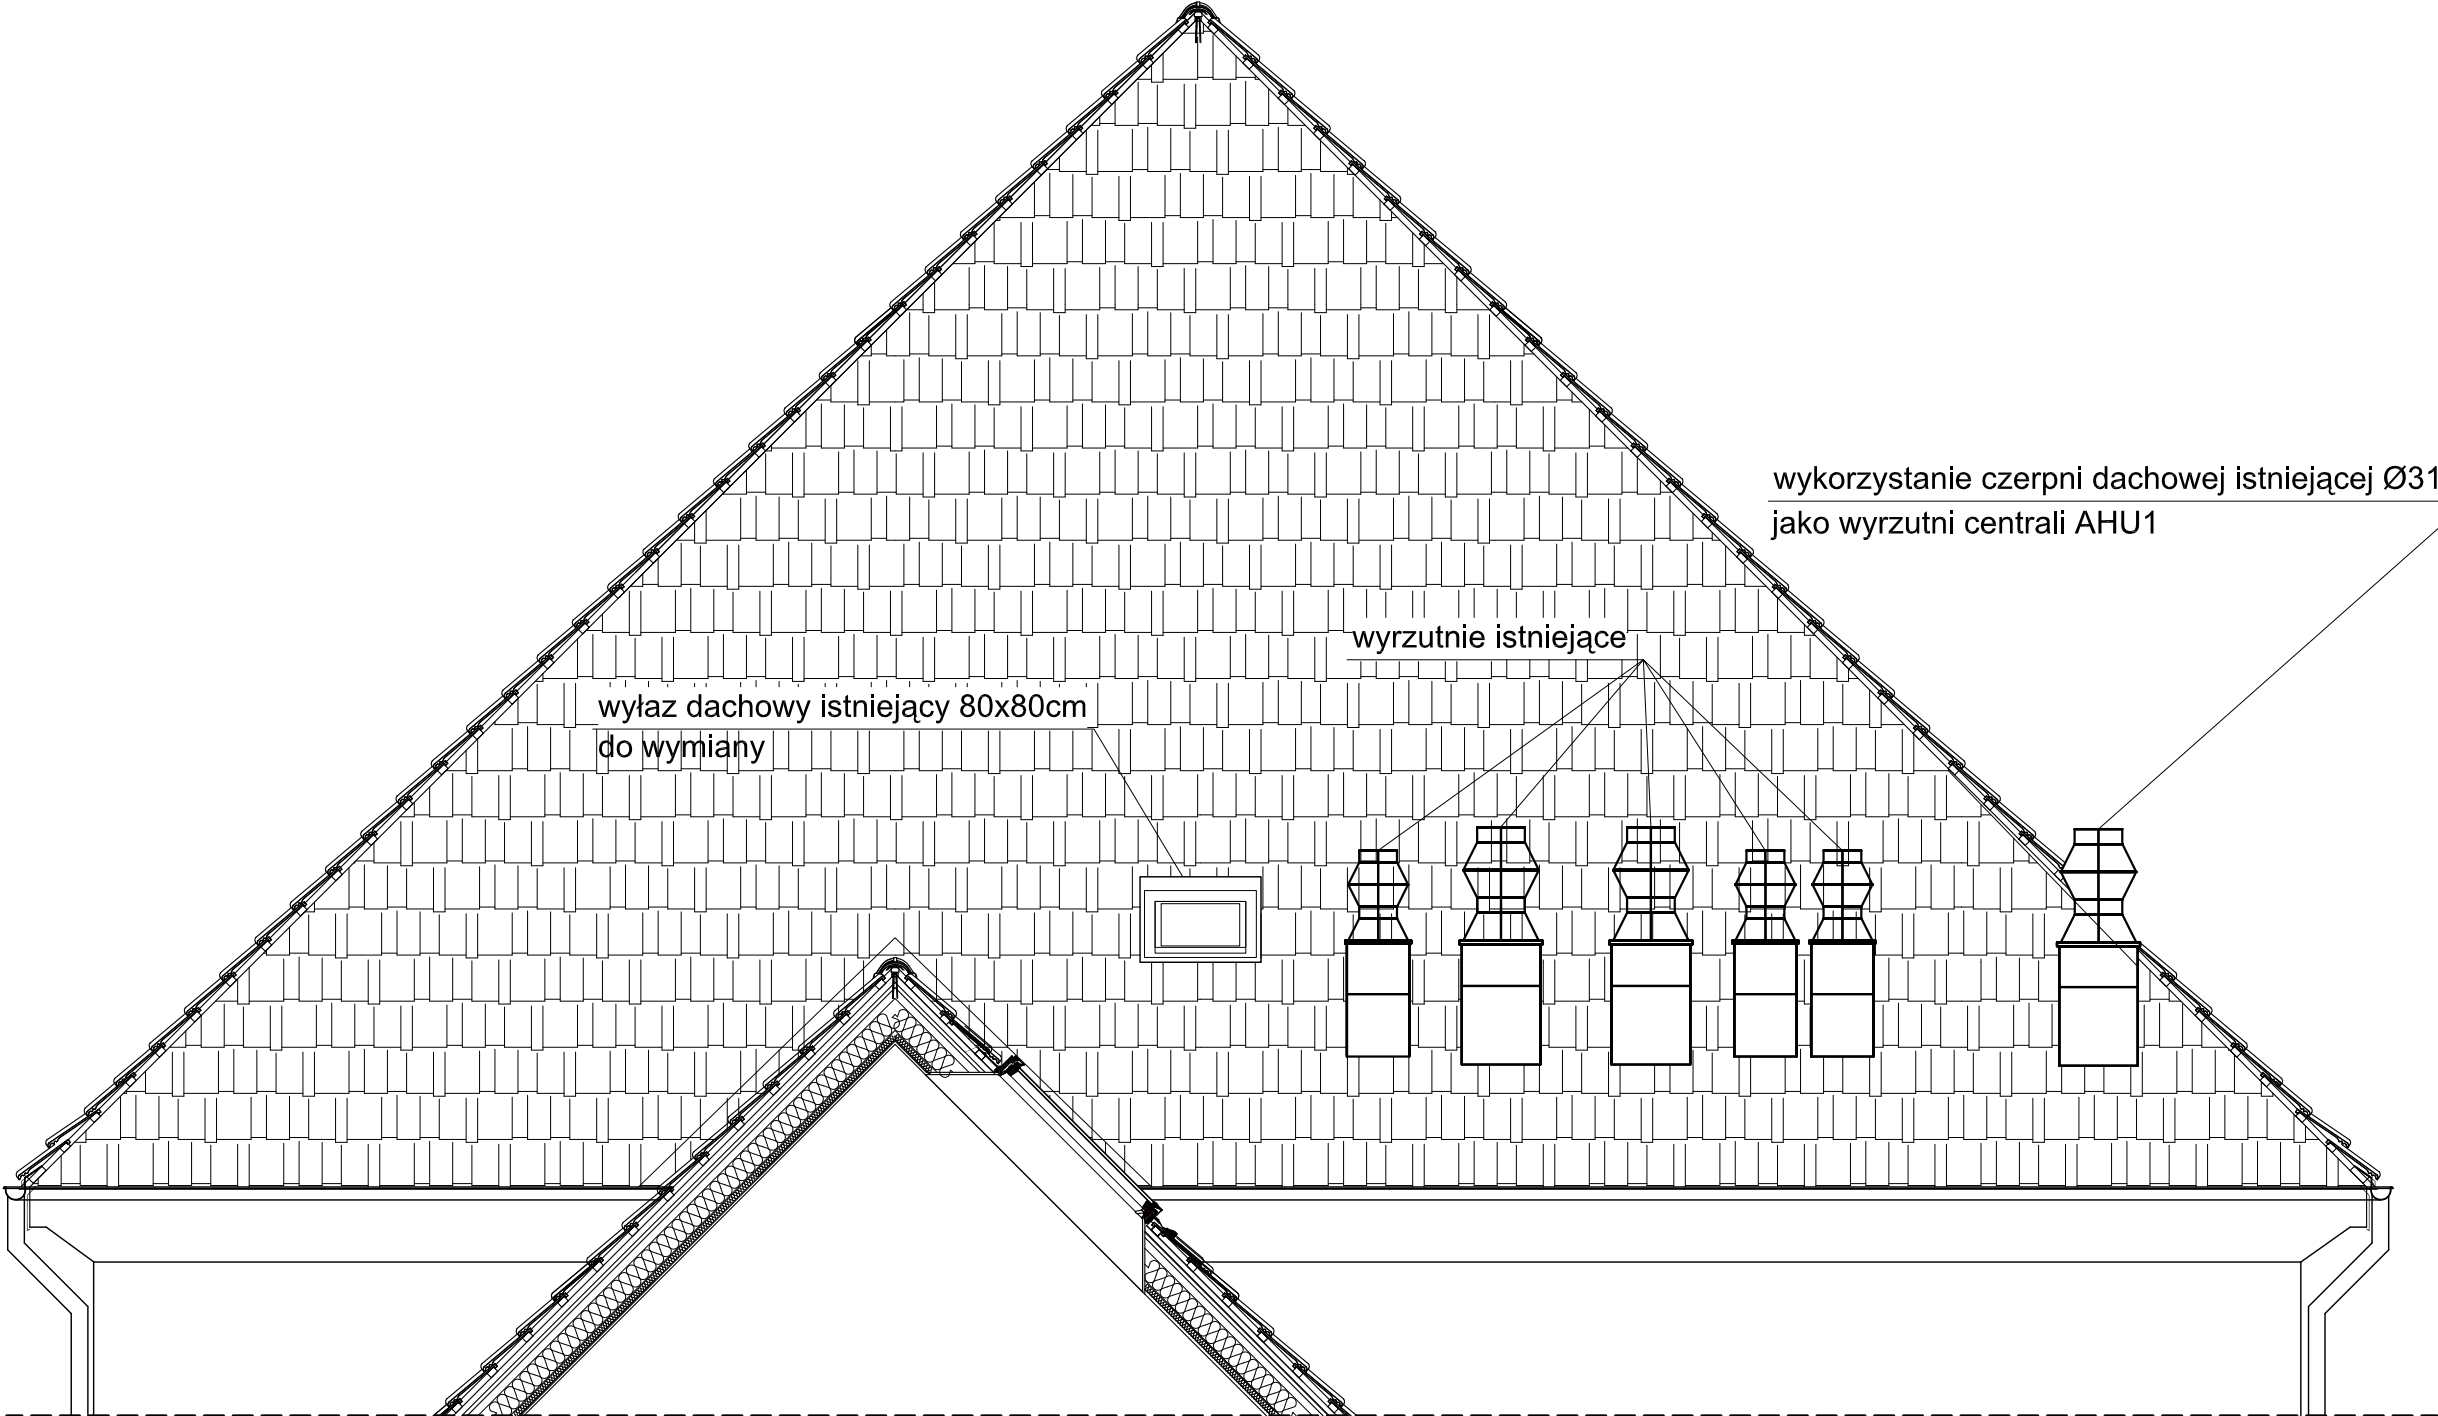 wykorzystanie czerpni dachowej istniejącej Ø31
jako wyrzutni centrali AHU1
wyrzutnie istniejące
wyłaz dachowy istniejący 80x80cm
do wymiany